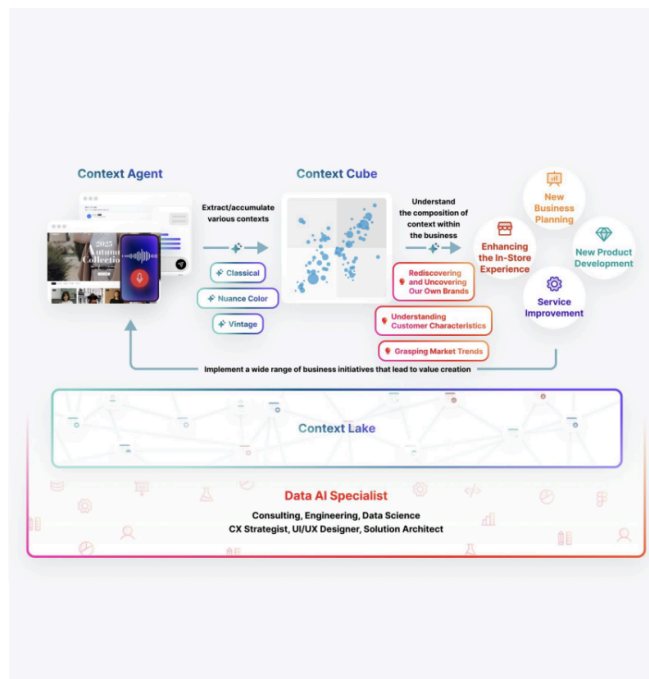 Context Agent
Extract/accumulate
various contexts
Classical
Nuance Color
Vintage
2025
Autumn
Collection
Context Cube
Understand
the composition of
context within
the business
Rediscovering
and Uncovering
Our Own Brands
Understanding
Customer Characteristics
Grasping Market Trends
New
Business
Planning
Enhancing
the In-Store
Experience
New Product
Development
Service
Improvement
Implement a wide range of business initiatives that lead to value creation
Context Lake
Data AI Specialist
Consulting, Engineering, Data Science
CX Strategist, UI/UX Designer, Solution Architect